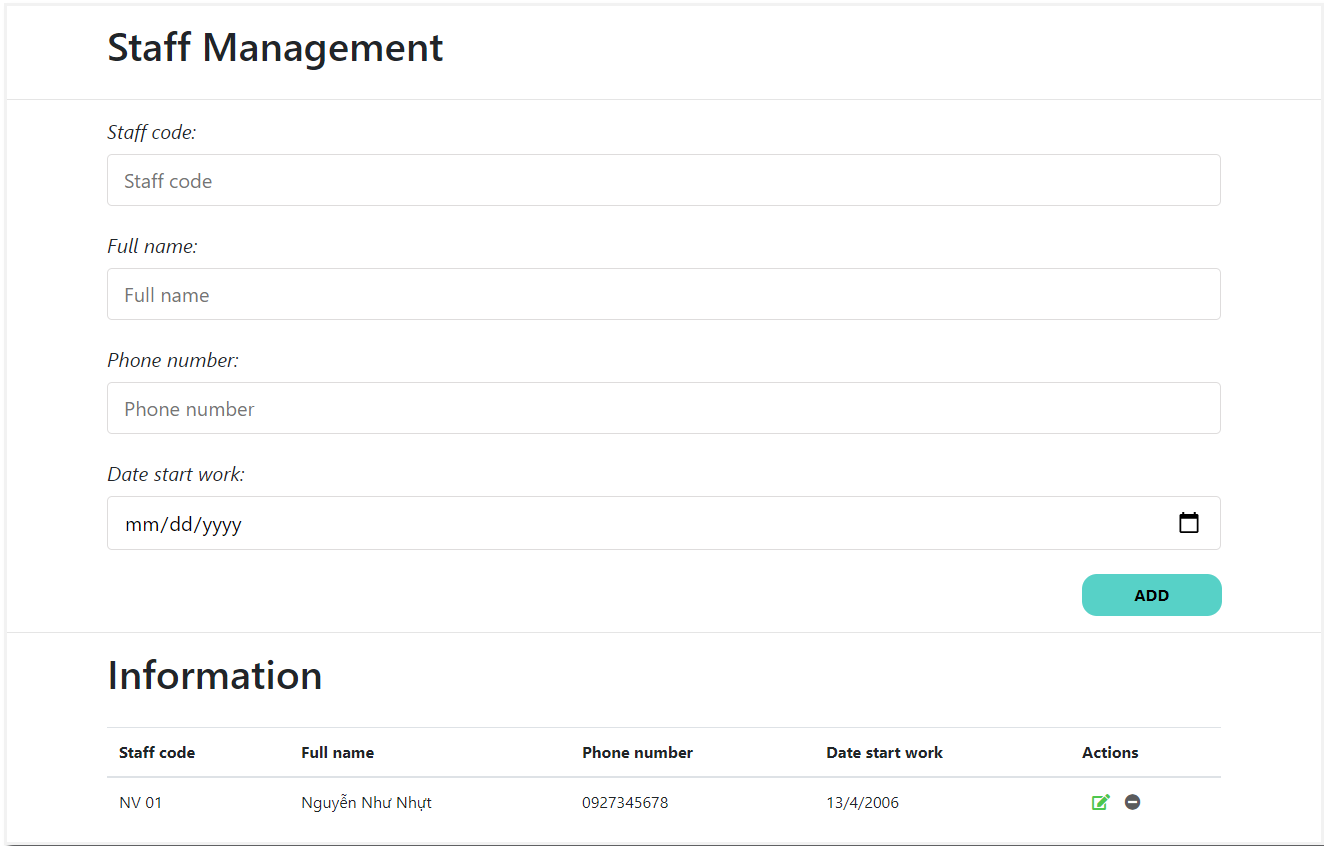 Staff Management
Staff code:
Staff code
Full name:
Full name
Phone number:
Phone number
Date start work:
mm/dd/yyyy
ADD
Information
Staff code Full name Phone number Date start work Actions
NV 01 Nguyễn Như Nhựt 0927345678 13/4/2006